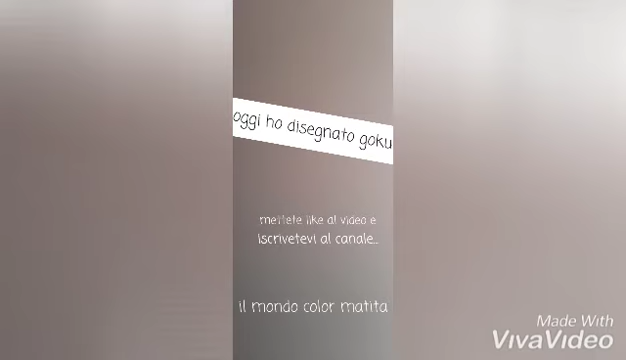 oggi ho disegnato goku
mettete like al video e
iscrivetevi al canale...
il mondo color matita
Made With
VivaVideo